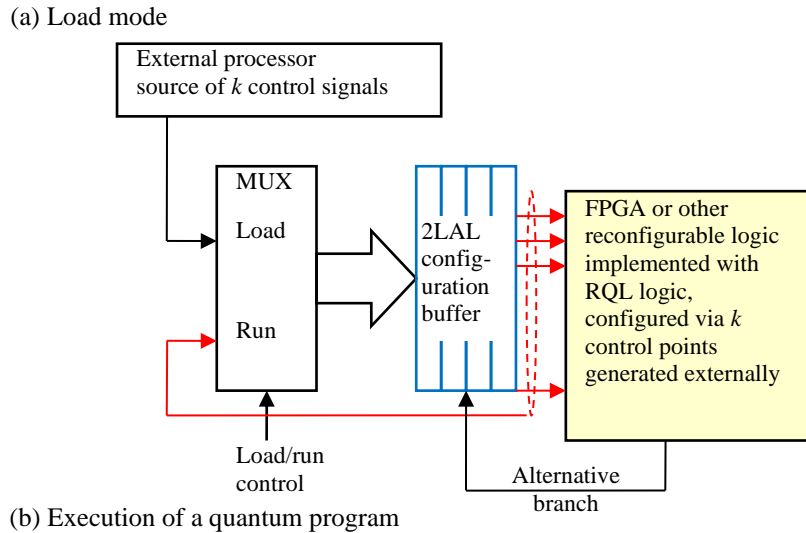 (a) Load mode
External processor
source of k control signals
MUX
Load
Run
2LAL
config-
uration
buffer
FPGA or other
reconfigurable logic
implemented with
RQL logic,
configured via k
control points
generated externally
Load/run
control
Alternative
branch
(b) Execution of a quantum program